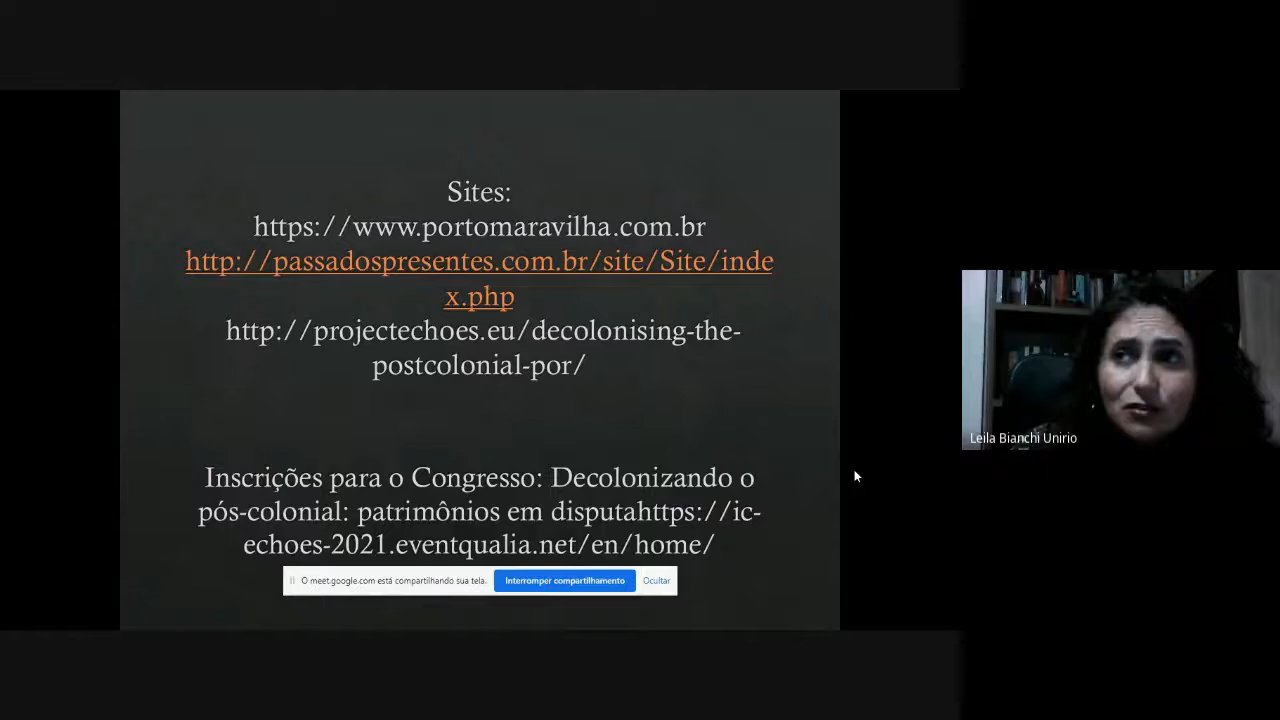 Sites:
https://www.portomaravilha.com.br
http://passadospresentes.com.br/site/Site/inde
x.php
http://projectechoes.eu/decolonising-the-
postcolonial-por/
Inscrições para o Congresso: Decolonizando o
pós-colonial: patrimônios em disputahttps://ic-
echoes-2021.eventqualia.net/en/home/
O meet.google.com está compartilhando sua tela. Interromper compartilhamento Ocultar
Leila Bianchi Unirio